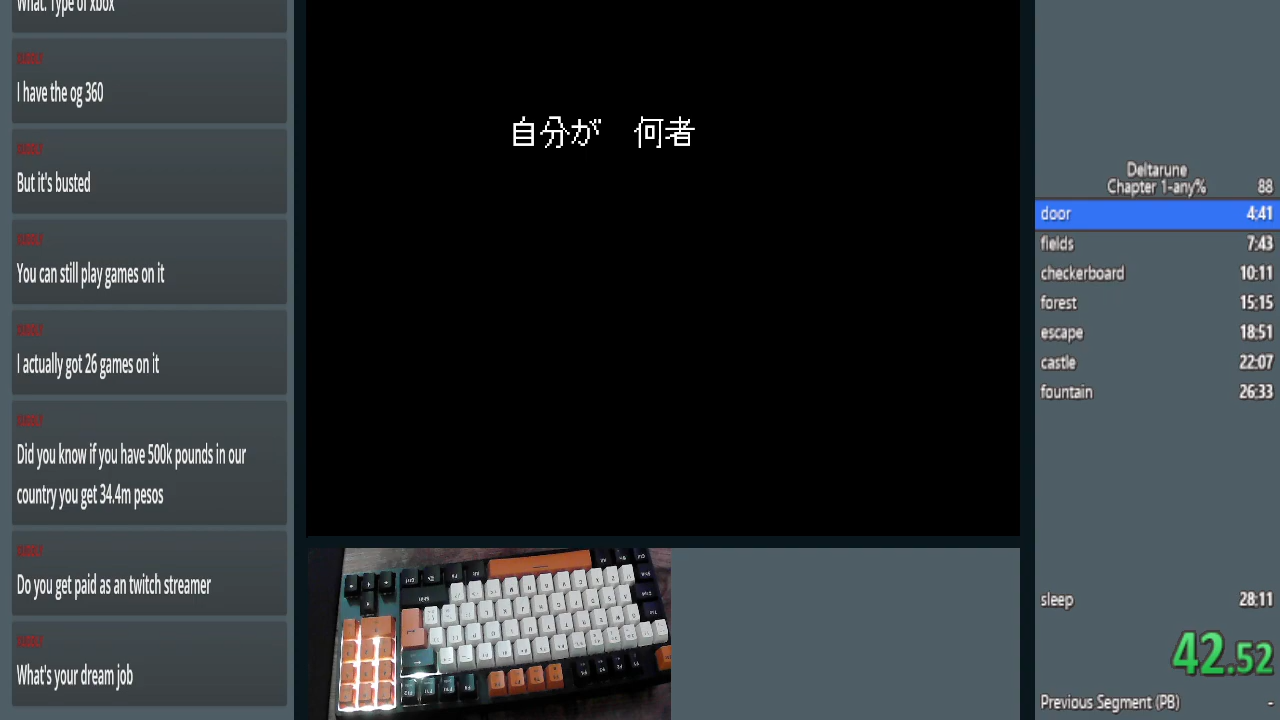 What. Type of xbox
I have the og 360
But it's busted
You can still play games on it
I actually got 26 games on it
Did you know if you have 500k pounds in our
country you get 34.4m pesos
Do you get paid as an twitch streamer
What's your dream job
自分が　何者
Deltarune
Chapter 1-any% 88
door 4:41
fields 7:43
checkerboard 10:11
forest 15:15
escape 18:51
castle 22:07
fountain 26:33
sleep 28:11
42.52
Previous Segment (PB) -